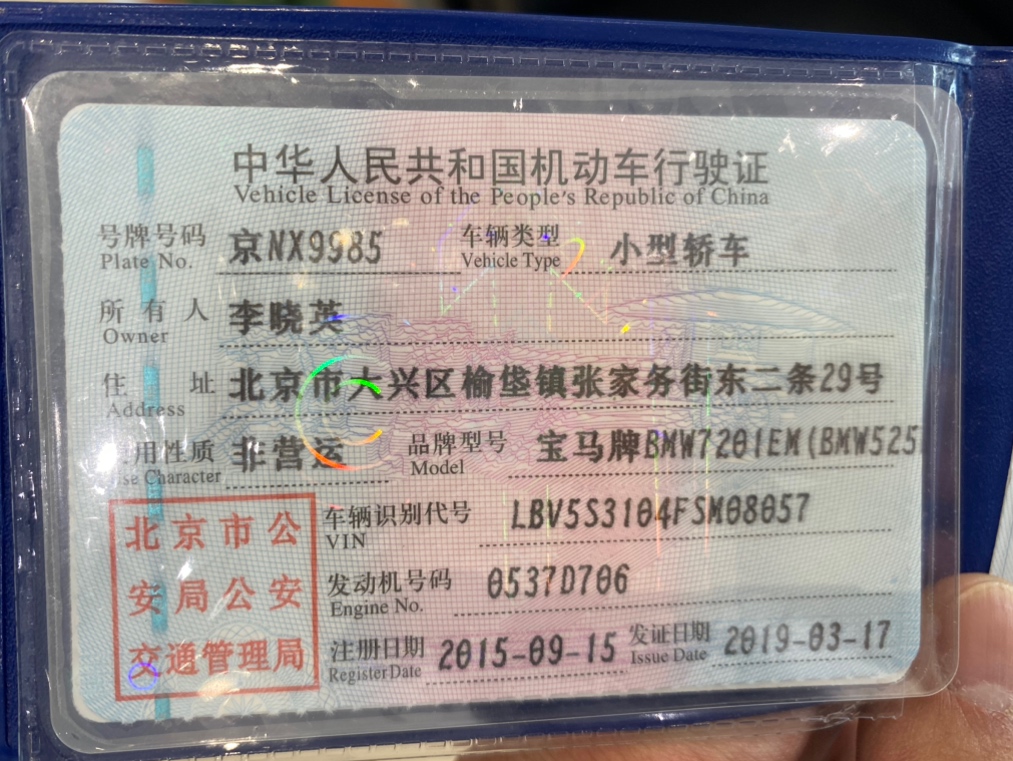 中华人民共和国机动车行驶证
Vehicle License of the People's Republic of China
号牌号码 京NX9985 车辆类型 小型轿车
Plate No. Vehicle Type
所有人 李晓英
Owner
住址 北京市大兴区榆垡镇张家务街东二条29号
Address
用性质 非营运 品牌型号 宝马牌BMW7201EM(BMW525
se Character Model
北京市公
安局公安
交通管理局
车辆识别代号 LBV5S3104FSM08057
VIN
发动机号码 0537D706
Engine No.
注册日期 2015-09-15 发证日期 2019-03-17
Register Date Issue Date